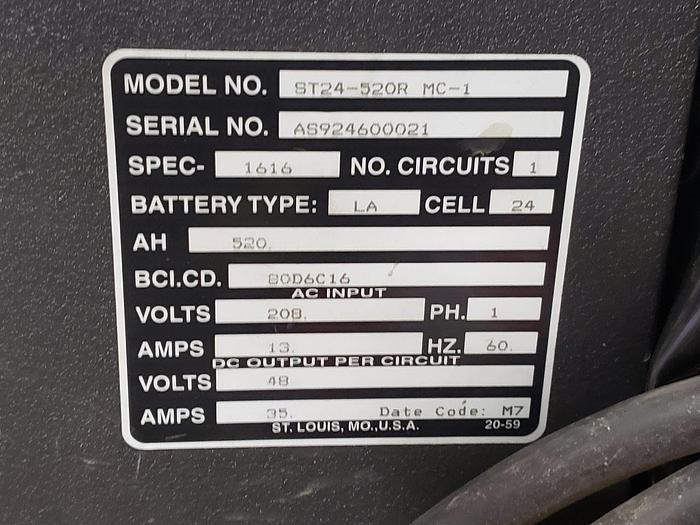 MODEL NO. ST24-520R MC-1
SERIAL NO. AS924600021
SPEC- 1616 NO. CIRCUITS 1
BATTERY TYPE: LA CELL 24
AH 520.
BCI.CD. 80D6C16
AC INPUT
VOLTS 208. PH. 1
AMPS 13. HZ. 60.
DC OUTPUT PER CIRCUIT
VOLTS 48
AMPS 35. Date Code: M7
ST. LOUIS, MO.,U.S.A. 20-59